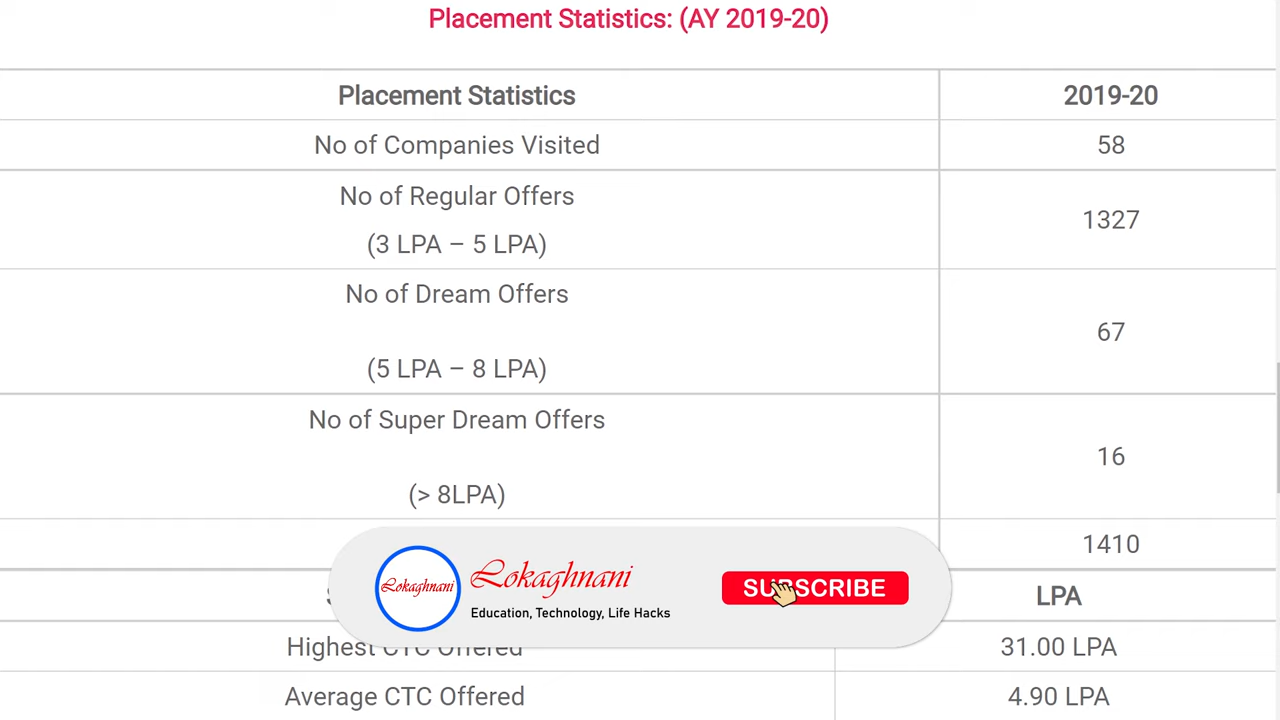 Placement Statistics: (AY 2019-20)
Placement Statistics 2019-20
No of Companies Visited 58
No of Regular Offers
(3 LPA – 5 LPA) 1327
No of Dream Offers
(5 LPA – 8 LPA) 67
No of Super Dream Offers
(> 8LPA) 16
1410
LPA
Lokaghnani
Lokaghnani
Education, Technology, Life Hacks
SUBSCRIBE
Highest CTC Offered 31.00 LPA
Average CTC Offered 4.90 LPA